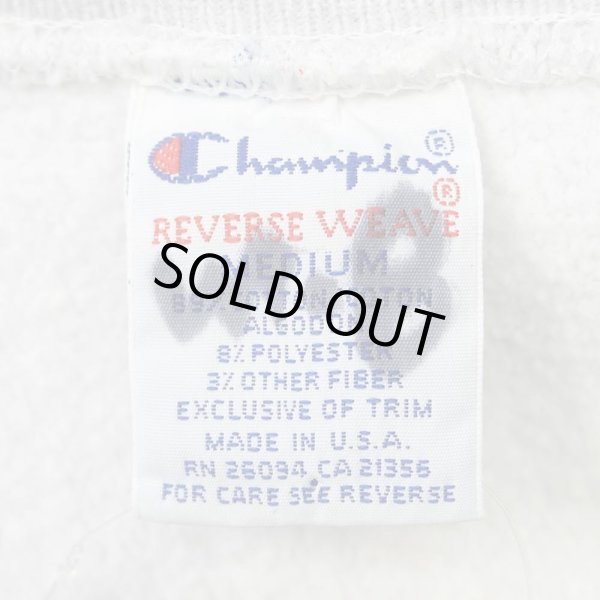 Champion®
REVERSE WEAVE®
MEDIUM
SOLD OUT
8% POLYESTER
3% OTHER FIBER
EXCLUSIVE OF TRIM
MADE IN U.S.A.
RN 26094 CA 21356
FOR CARE SEE REVERSE